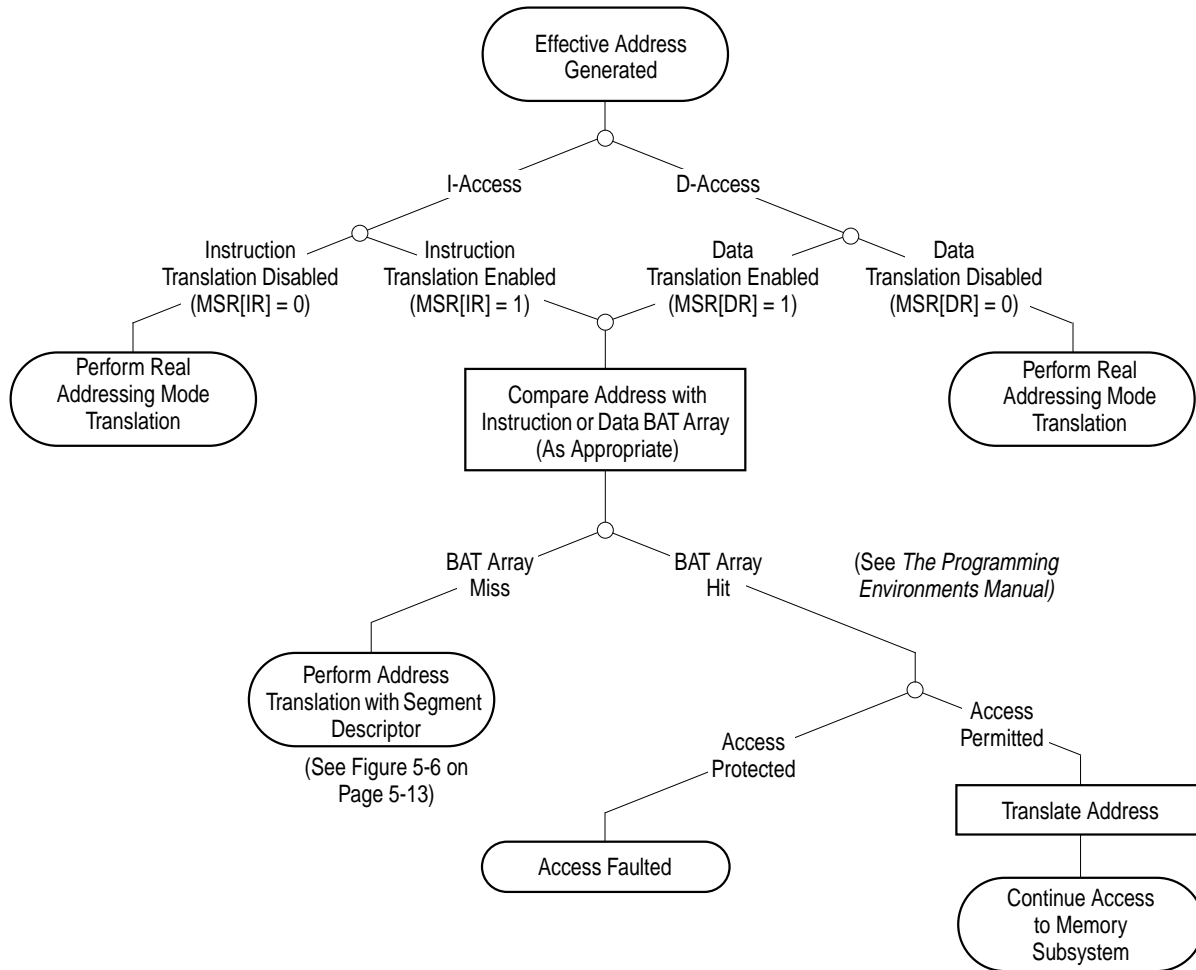 Effective Address
Generated
I-Access
D-Access
Instruction
Translation Disabled
(MSR[IR] = 0)
Instruction
Translation Enabled
(MSR[IR] = 1)
Data
Translation Enabled
(MSR[DR] = 1)
Data
Translation Disabled
(MSR[DR] = 0)
Perform Real
Addressing Mode
Translation
Compare Address with
Instruction or Data BAT Array
(As Appropriate)
Perform Real
Addressing Mode
Translation
BAT Array
Miss
BAT Array
Hit
(See The Programming
Environments Manual)
Perform Address
Translation with Segment
Descriptor
(See Figure 5-6 on
Page 5-13)
Access
Protected
Access
Permitted
Access Faulted
Translate Address
Continue Access
to Memory
Subsystem